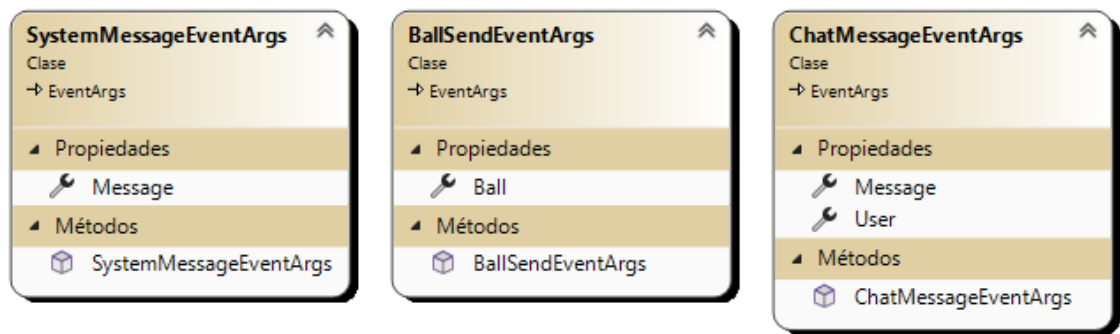 SystemMessageEventArgs
Clase
EventArgs
Propiedades
Message
Métodos
SystemMessageEventArgs
BallSendEventArgs
Clase
EventArgs
Propiedades
Ball
Métodos
BallSendEventArgs
ChatMessageEventArgs
Clase
EventArgs
Propiedades
Message
User
Métodos
ChatMessageEventArgs